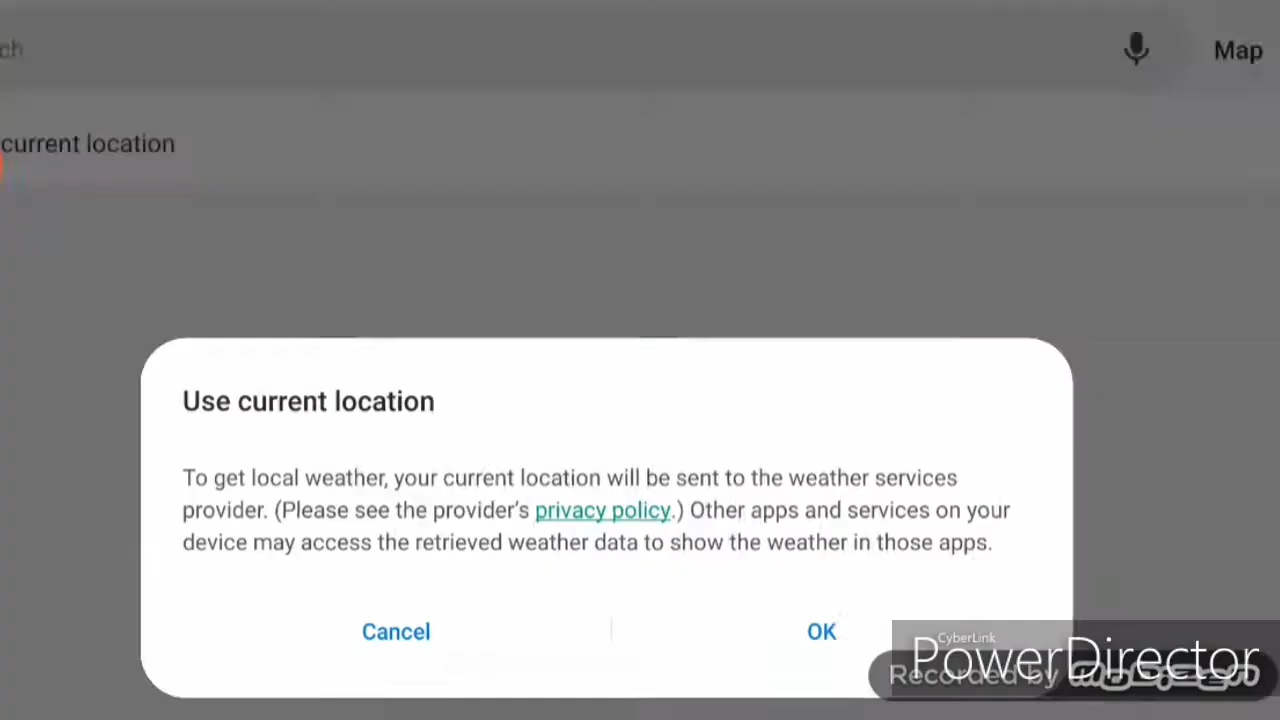 ch
Map
current location
Use current location
To get local weather, your current location will be sent to the weather services
provider. (Please see the provider's privacy policy.) Other apps and services on your
device may access the retrieved weather data to show the weather in those apps.
Cancel
OK
CyberLink
PowerDirector
Recorded by